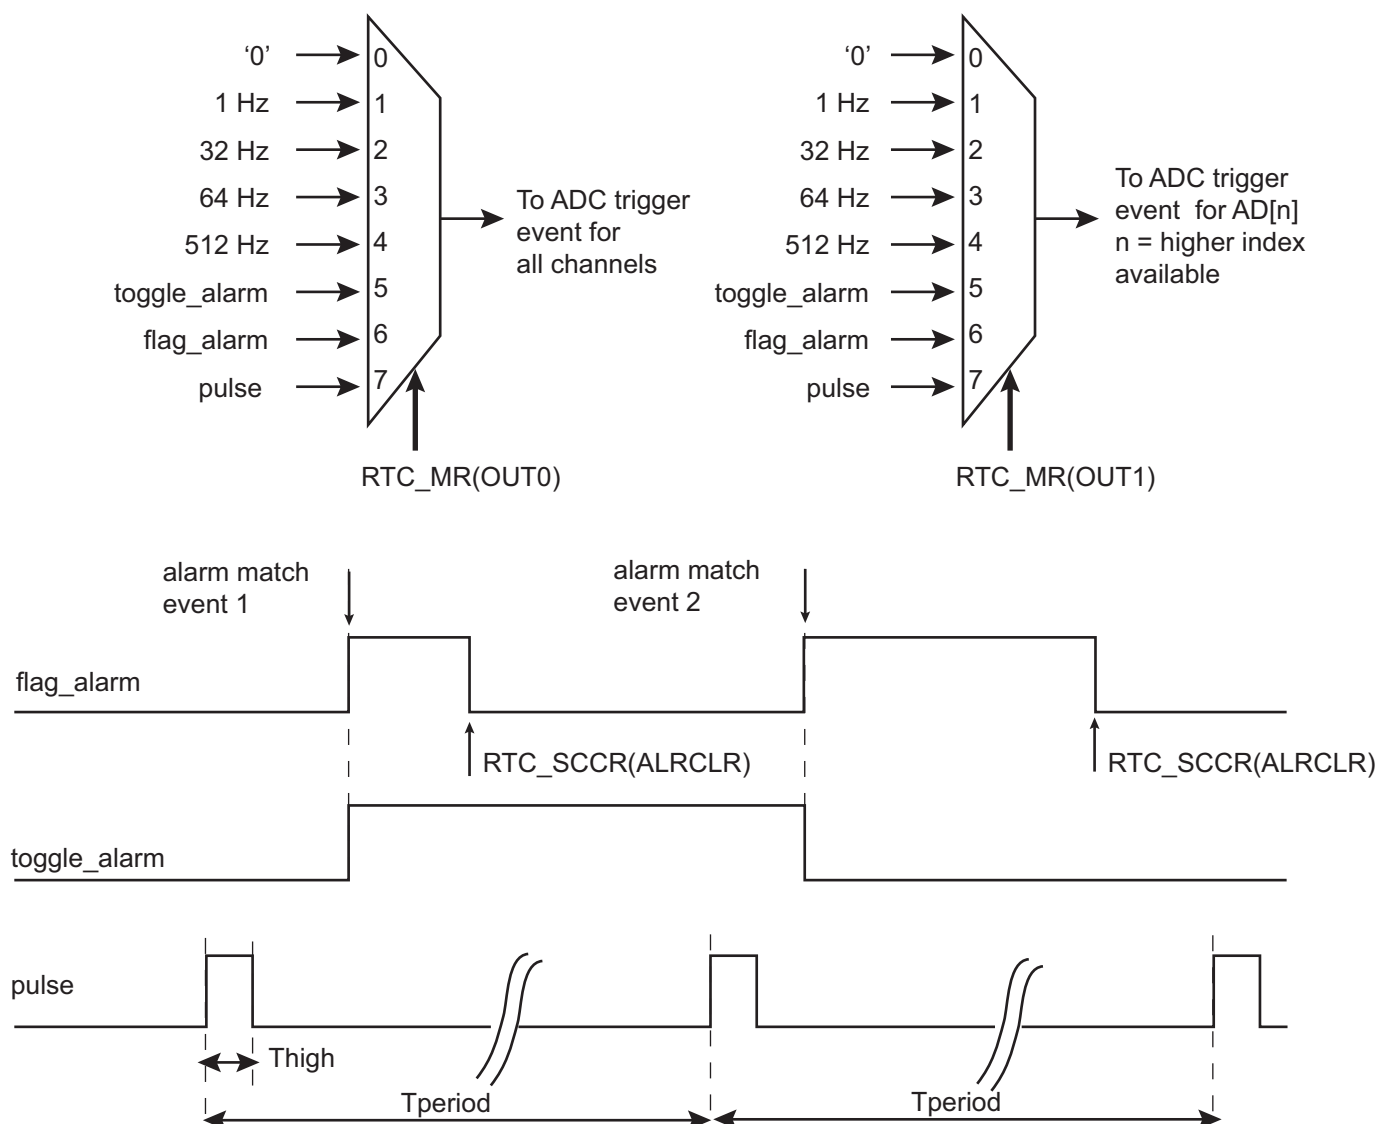 ‘0’ 0
1 Hz 1
32 Hz 2
64 Hz 3
512 Hz 4
toggle_alarm 5
flag_alarm 6
pulse 7
To ADC trigger
event for
all channels
RTC_MR(OUT0)
‘0’ 0
1 Hz 1
32 Hz 2
64 Hz 3
512 Hz 4
toggle_alarm 5
flag_alarm 6
pulse 7
To ADC trigger
event for AD[n]
n = higher index
available
RTC_MR(OUT1)
alarm match
event 1
alarm match
event 2
flag_alarm
RTC_SCCR(ALRCLR)
RTC_SCCR(ALRCLR)
toggle_alarm
pulse
Thigh
Tperiod
Tperiod